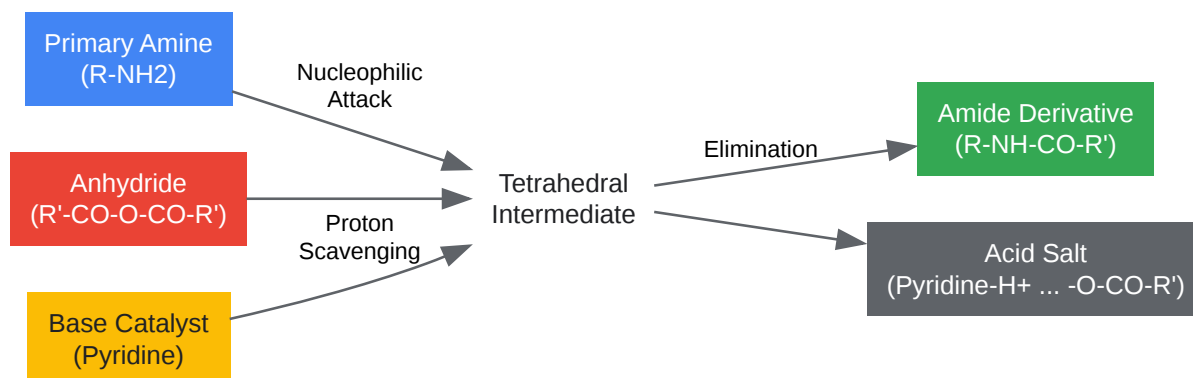 Primary Amine
(R-NH2)
Nucleophilic
Attack
Anhydride
(R'-CO-O-CO-R')
Proton
Scavenging
Base Catalyst
(Pyridine)
Tetrahedral
Intermediate
Elimination
Amide Derivative
(R-NH-CO-R')
Acid Salt
(Pyridine-H+ ... -O-CO-R')